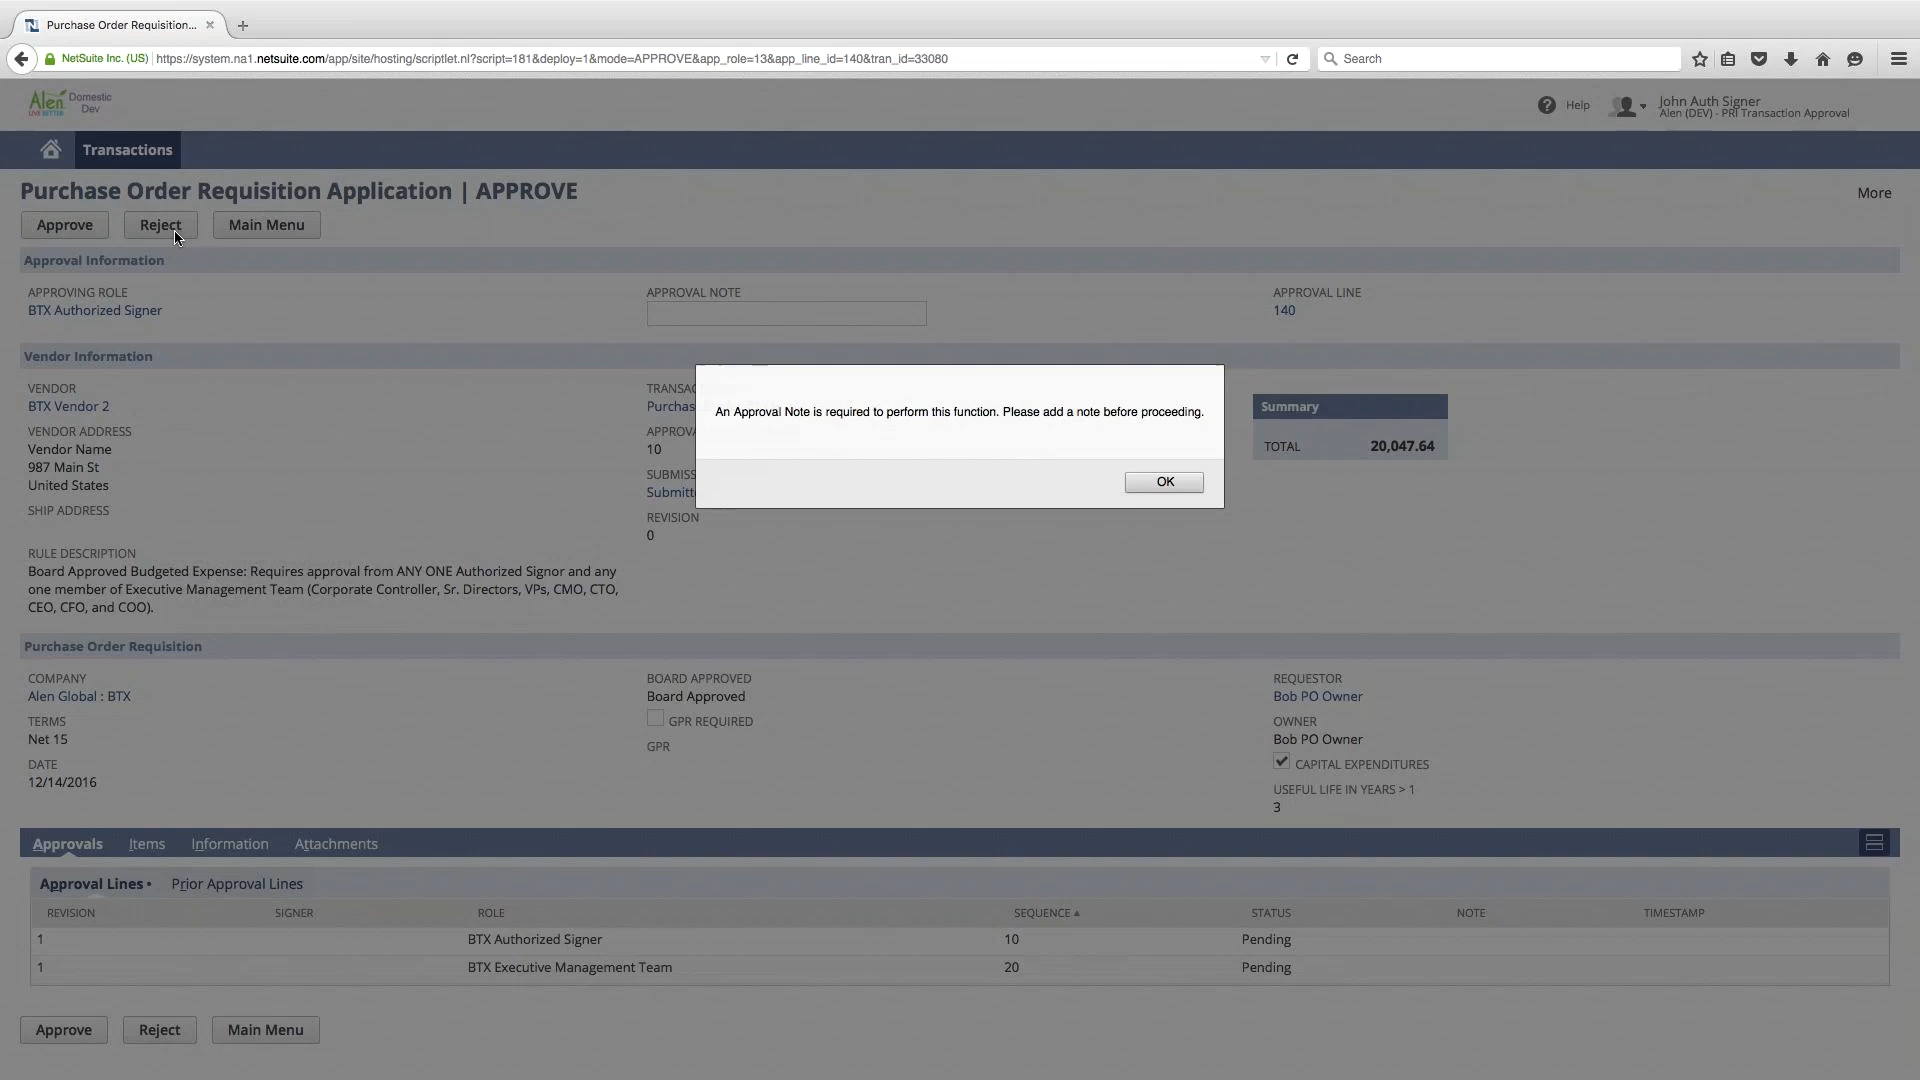 Purchase Order Requisition...
NetSuite Inc. (US)
https://system.na1.netsuite.com/app/site/hosting/scriptlet.nl?script=181&deploy=1&mode=APPROVE&app_role=13&app_line_id=140&tran_id=33080
Search
Alen
LIVE BETTER
Domestic
Dev
Help
John Auth Signer
Alen (DEV) - PRI Transaction Approval
Transactions
Purchase Order Requisition Application | APPROVE
More
Approve
Reject
Main Menu
Approval Information
APPROVING ROLE
BTX Authorized Signer
APPROVAL NOTE
APPROVAL LINE
140
Vendor Information
VENDOR
BTX Vendor 2
VENDOR ADDRESS
Vendor Name
987 Main St
United States
SHIP ADDRESS
RULE DESCRIPTION
Board Approved Budgeted Expense: Requires approval from ANY ONE Authorized Signor and any
one member of Executive Management Team (Corporate Controller, Sr. Directors, VPs, CMO, CTO,
CEO, CFO, and COO).
TRANSAC
Purchas
APPROVA
10
SUBMISS
Submitt
REVISION
0
An Approval Note is required to perform this function. Please add a note before proceeding.
OK
Summary
TOTAL 20,047.64
Purchase Order Requisition
COMPANY
Alen Global : BTX
TERMS
Net 15
DATE
12/14/2016
BOARD APPROVED
Board Approved
GPR REQUIRED
GPR
REQUESTOR
Bob PO Owner
OWNER
Bob PO Owner
CAPITAL EXPENDITURES
USEFUL LIFE IN YEARS > 1
3
Approvals Items Information Attachments
Approval Lines • Prior Approval Lines
REVISION SIGNER ROLE SEQUENCE STATUS NOTE TIMESTAMP
1 BTX Authorized Signer 10 Pending
1 BTX Executive Management Team 20 Pending
Approve
Reject
Main Menu